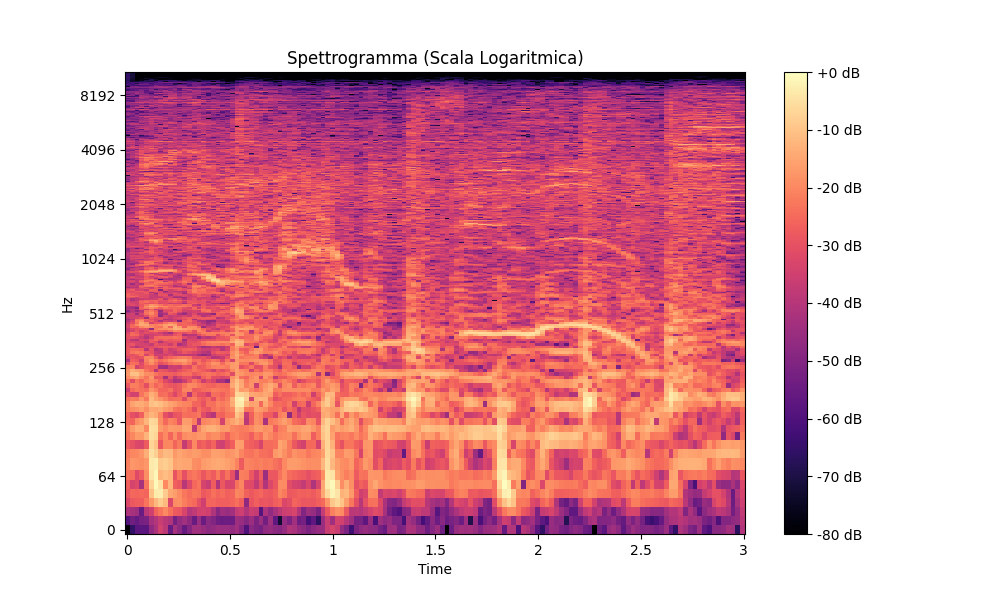 Spettrogramma (Scala Logaritmica)
Hz
8192
4096
2048
1024
512
256
128
64
0
0
0.5
1
1.5
2
2.5
3
Time
+0 dB
-10 dB
-20 dB
-30 dB
-40 dB
-50 dB
-60 dB
-70 dB
-80 dB